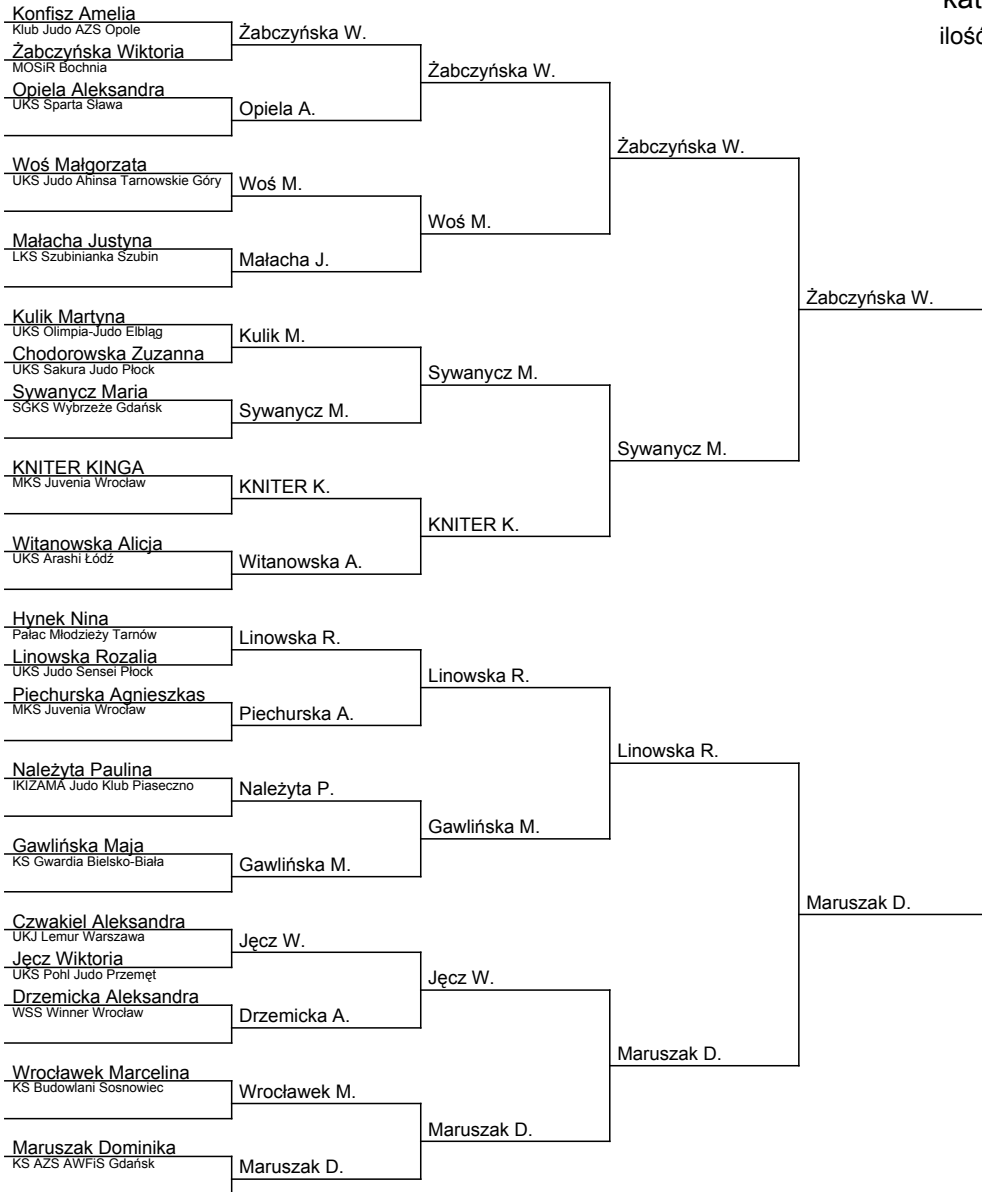 kat
ilość
Konfisz Amelia
Klub Judo AZS Opole
Żabczyńska Wiktoria
MOSiR Bochnia
Opiela Aleksandra
UKS Sparta Sława
Woś Małgorzata
UKS Judo Ahinsa Tarnowskie Góry
Małacha Justyna
LKS Szubinianka Szubin
Kulik Martyna
UKS Olimpia-Judo Elbląg
Chodorowska Zuzanna
UKS Sakura Judo Płock
Sywanycz Maria
SGKS Wybrzeże Gdańsk
KNITER KINGA
MKS Juvenia Wrocław
Witanowska Alicja
UKS Arashi Łódź
Hynek Nina
Pałac Młodzieży Tarnów
Linowska Rozalia
UKS Judo Sensei Płock
Piechurska Agnieszkas
MKS Juvenia Wrocław
Należyta Paulina
IKIZAMA Judo Klub Piaseczno
Gawlińska Maja
KS Gwardia Bielsko-Biała
Czwakiel Aleksandra
UKJ Lemur Warszawa
Jęcz Wiktoria
UKS Pohl Judo Przemęt
Drzemicka Aleksandra
WSS Winner Wrocław
Wrocławek Marcelina
KS Budowlani Sosnowiec
Maruszak Dominika
KS AZS AWFiS Gdańsk
Żabczyńska W.
Opiela A.
Woś M.
Małacha J.
Kulik M.
Sywanycz M.
KNITER K.
Witanowska A.
Linowska R.
Piechurska A.
Należyta P.
Gawlińska M.
Jęcz W.
Drzemicka A.
Wrocławek M.
Maruszak D.
Żabczyńska W.
Woś M.
Sywanycz M.
KNITER K.
Linowska R.
Gawlińska M.
Jęcz W.
Maruszak D.
Żabczyńska W.
Sywanycz M.
Linowska R.
Maruszak D.
Żabczyńska W.
Maruszak D.